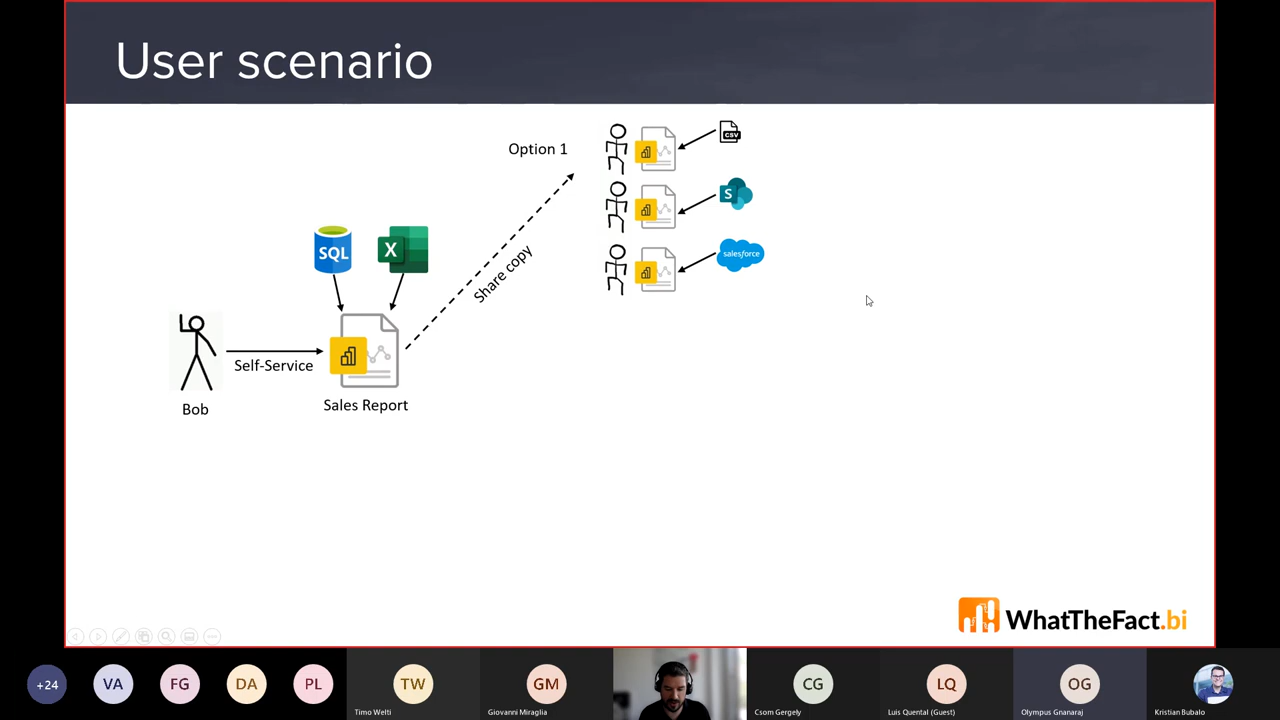 User scenario
Option 1
CSV
S
salesforce
SQL
X
Share copy
Self-Service
Bob
Sales Report
WhatTheFact.bi
+24
VA
FG
DA
PL
TW
GM
CG
LQ
OG
Timo Welti
Giovanni Miraglia
Csom Gergely
Luis Quental (Guest)
Olympus Gnanaraj
Kristian Bubalo